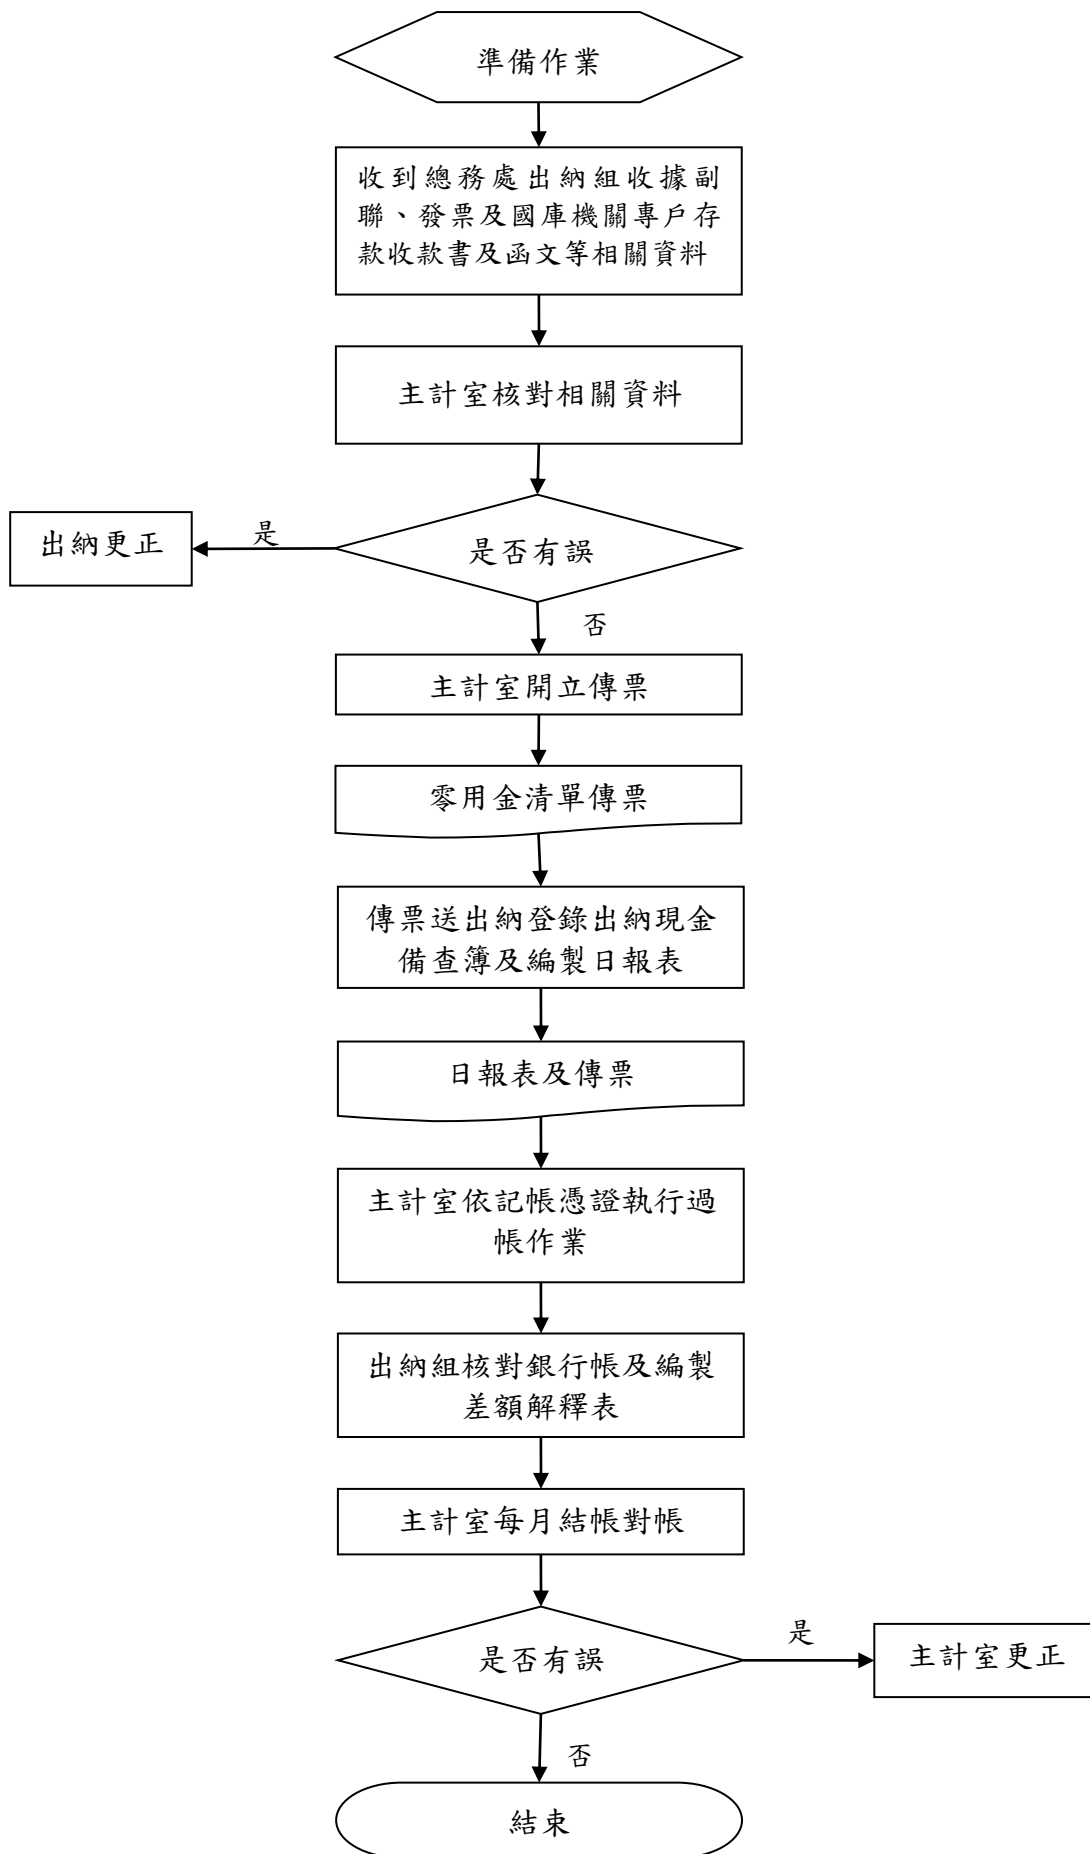 準備作業
收到總務處出納組收據副
聯、發票及國庫機關專戶存
款收款書及函文等相關資料
主計室核對相關資料
出納更正
是
是否有誤
否
主計室開立傳票
零用金清單傳票
傳票送出納登錄出納現金
備查簿及編製日報表
日報表及傳票
主計室依記帳憑證執行過
帳作業
出納組核對銀行帳及編製
差額解釋表
主計室每月結帳對帳
是否有誤
是
主計室更正
否
結束